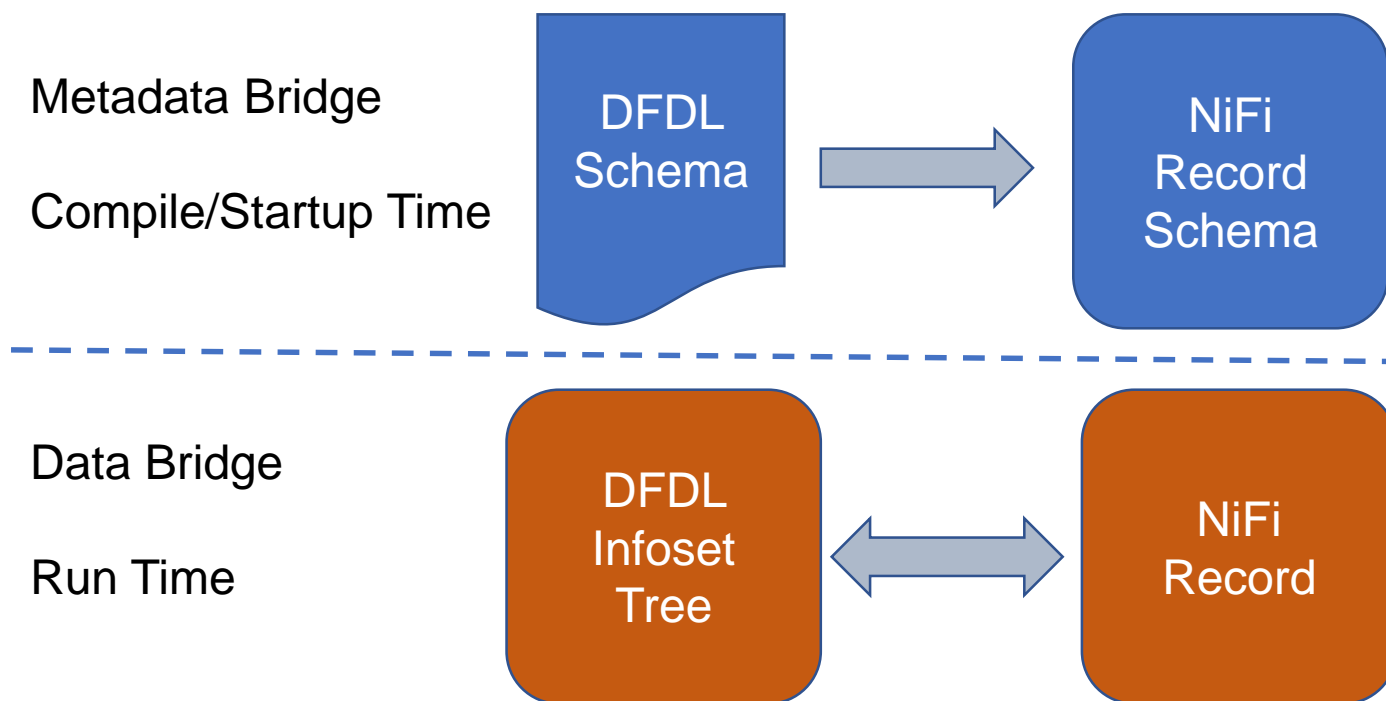 Metadata Bridge
Compile/Startup Time
DFDL
Schema
NiFi
Record
Schema
Data Bridge
Run Time
DFDL
Infoset
Tree
NiFi
Record